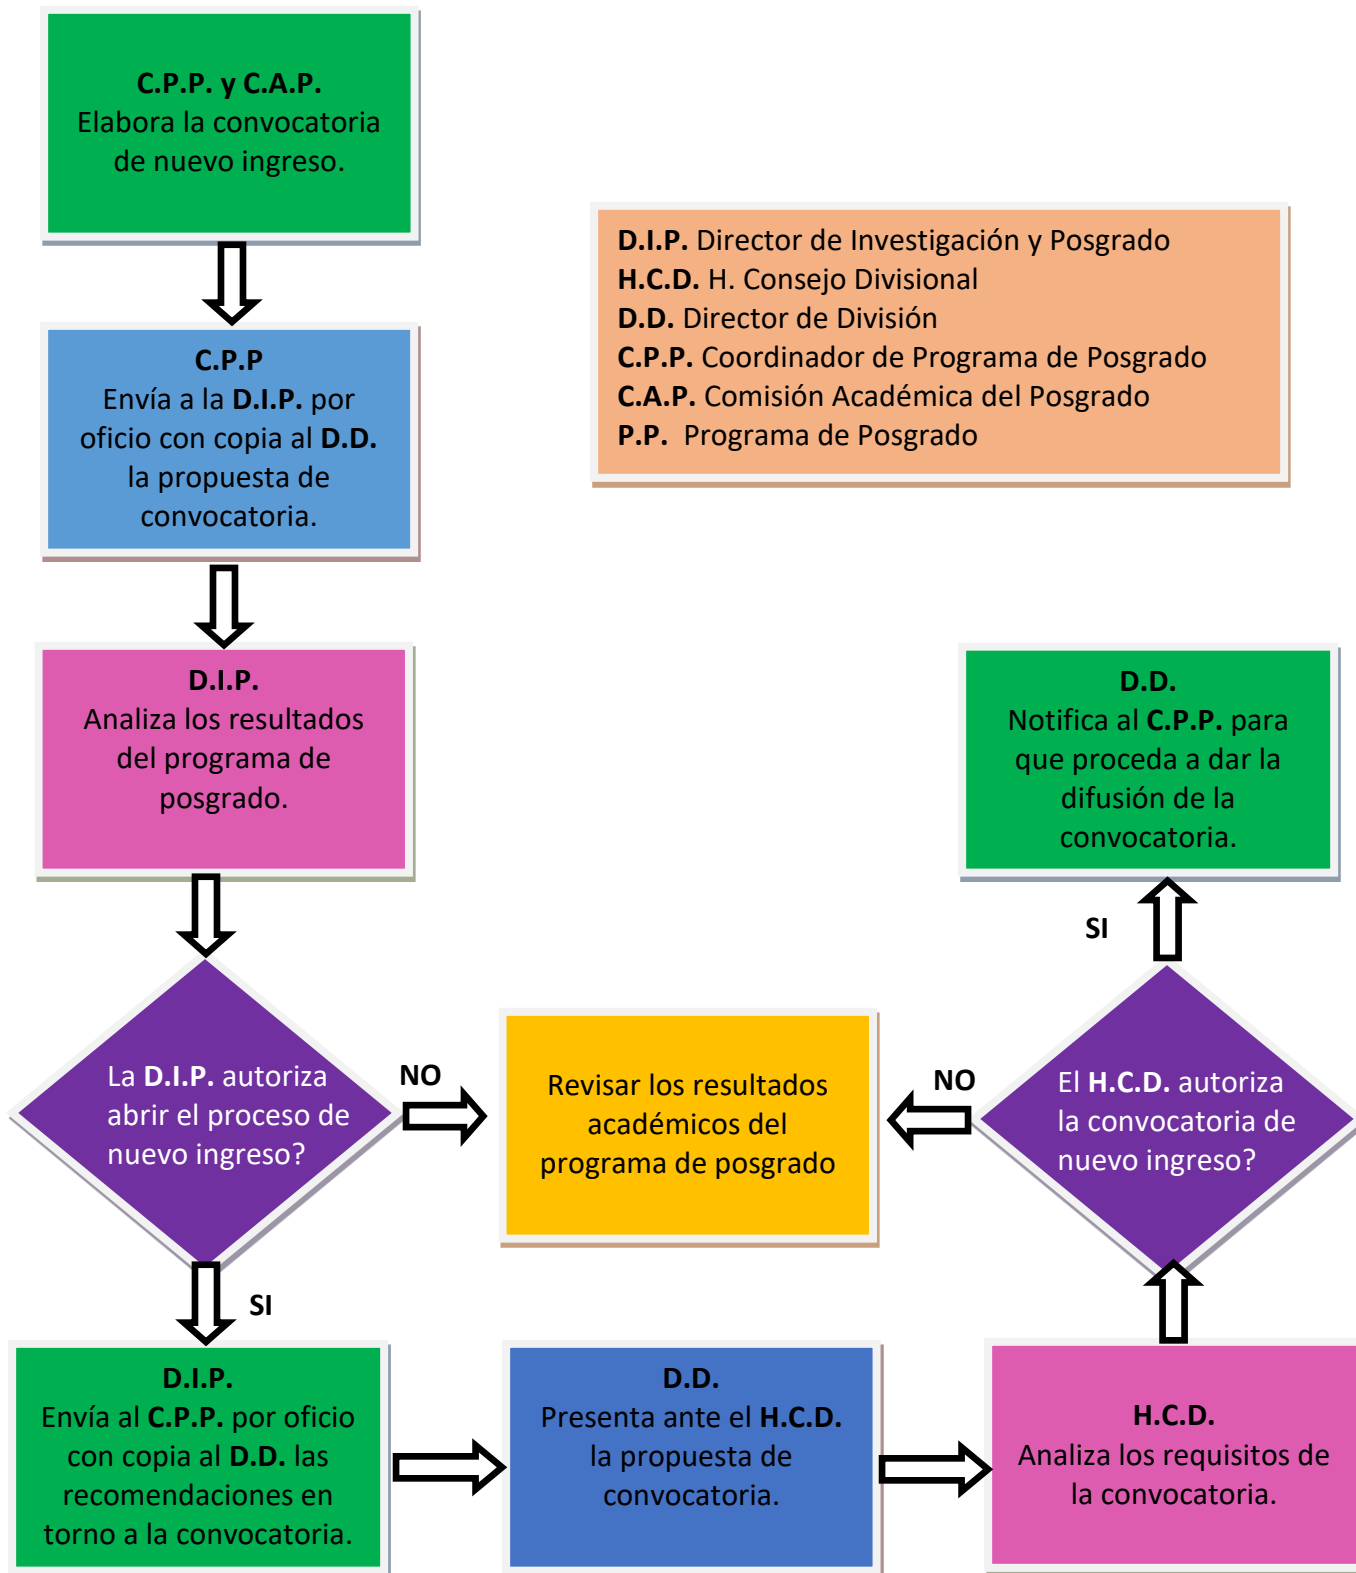 C.P.P. y C.A.P.
Elabora la convocatoria
de nuevo ingreso.
D.I.P. Director de Investigación y Posgrado
H.C.D. H. Consejo Divisional
D.D. Director de División
C.P.P. Coordinador de Programa de Posgrado
C.A.P. Comisión Académica del Posgrado
P.P. Programa de Posgrado
C.P.P
Envía a la D.I.P. por
oficio con copia al D.D.
la propuesta de
convocatoria.
D.I.P.
Analiza los resultados
del programa de
posgrado.
La D.I.P. autoriza
abrir el proceso de
nuevo ingreso?
NO
Revisar los resultados
académicos del
programa de posgrado
SI
D.I.P.
Envía al C.P.P. por oficio
con copia al D.D. las
recomendaciones en
torno a la convocatoria.
D.D.
Presenta ante el H.C.D.
la propuesta de
convocatoria.
H.C.D.
Analiza los requisitos de
la convocatoria.
El H.C.D. autoriza
la convocatoria de
nuevo ingreso?
NO
SI
D.D.
Notifica al C.P.P. para
que proceda a dar la
difusión de la
convocatoria.